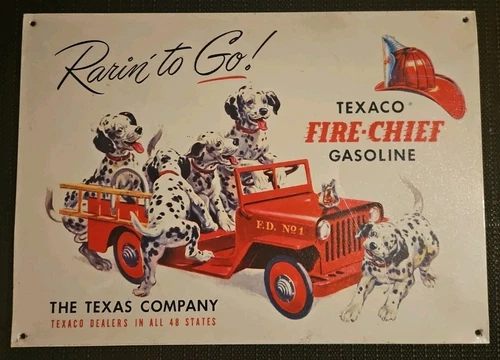 Rarin' to Go!
TEXACO
FIRE-CHIEF
GASOLINE
F.D. No 1
THE TEXAS COMPANY
TEXACO DEALERS IN ALL 48 STATES